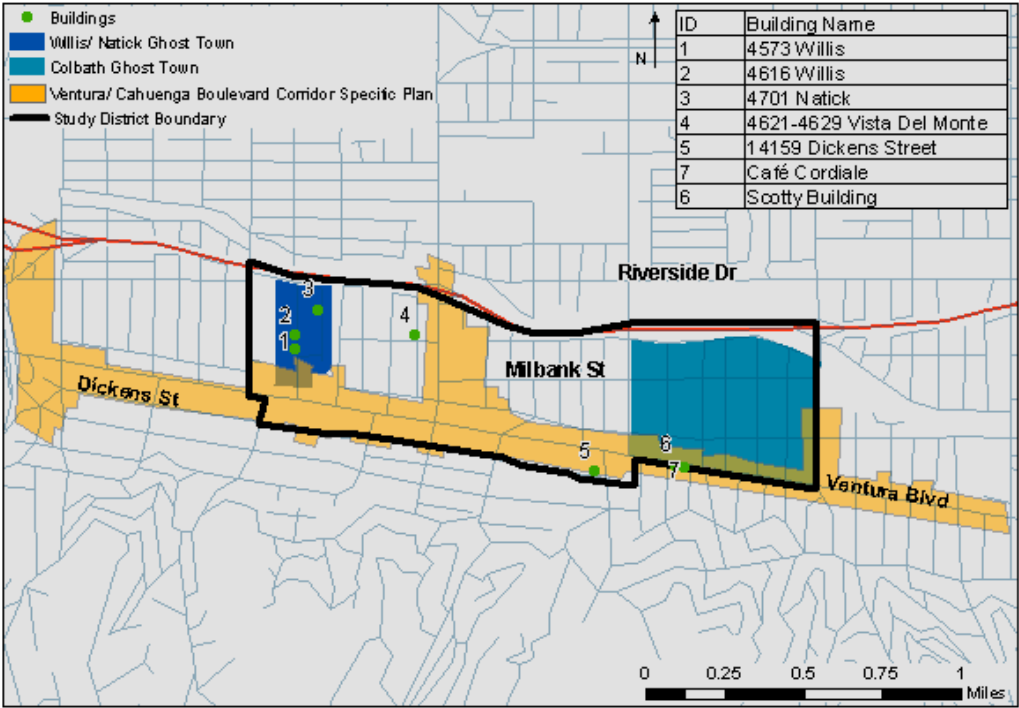 Buildings
Willis/ Natick Ghost Town
Colbath Ghost Town
Ventura/ Cahuenga Boulevard Corridor Specific Plan
Study District Boundary
N
ID Building Name
1 4573 Willis
2 4616 Willis
3 4701 Natick
4 4621-4629 Vista Del Monte
5 14159 Dickens Street
7 Café Cordiale
6 Scotty Building
Riverside Dr
3
2
4
1
Milbank St
Dickens St
6
5
7
Ventura Blvd
0 0.25 0.5 0.75 1
Miles